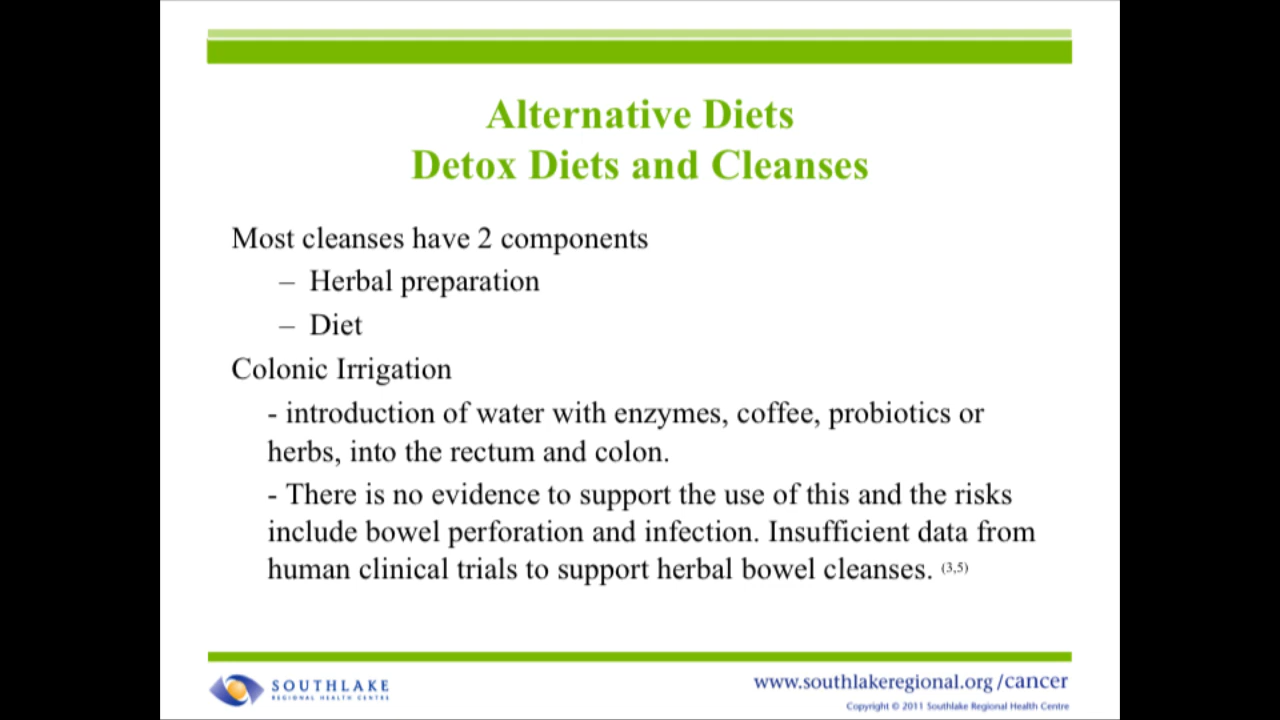 Alternative Diets
Detox Diets and Cleanses
Most cleanses have 2 components
– Herbal preparation
– Diet
Colonic Irrigation
- introduction of water with enzymes, coffee, probiotics or
herbs, into the rectum and colon.
- There is no evidence to support the use of this and the risks
include bowel perforation and infection. Insufficient data from
human clinical trials to support herbal bowel cleanses. (3,5)
SOUTHLAKE
REGIONAL HEALTH CENTRE
www.southlakeregional.org/cancer
Copyright © 2011 Southlake Regional Health Centre